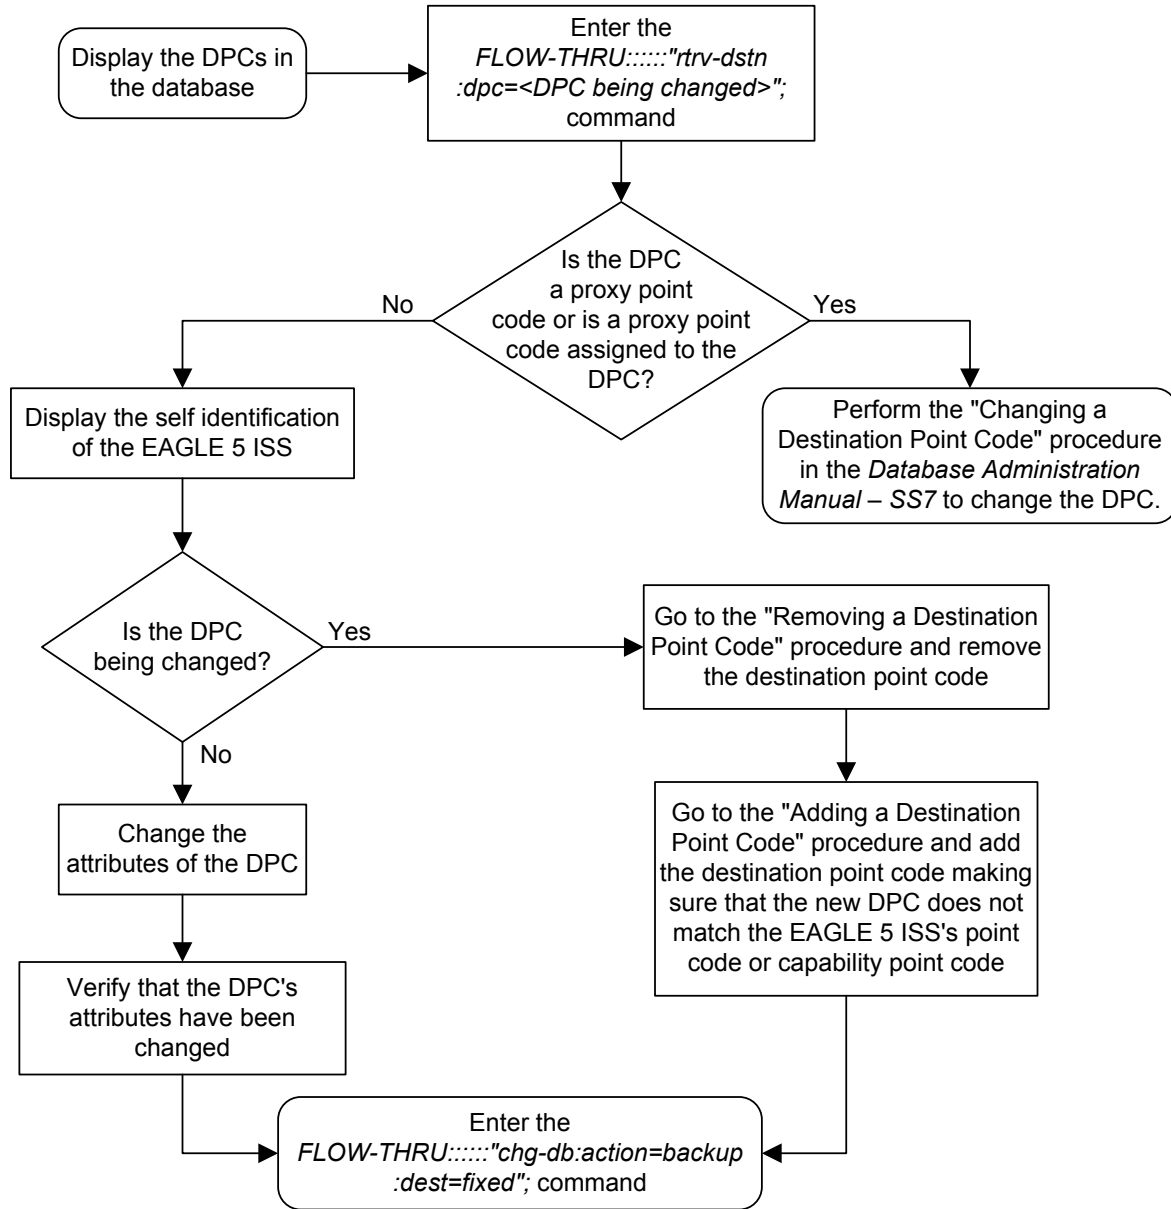 Display the DPCs in
the database
Enter the
FLOW-THRU::::::"rtrv-dstn
:dpc=<DPC being changed>";
command
Is the DPC
a proxy point
code or is a proxy point
code assigned to the
DPC?
No
Yes
Display the self identification
of the EAGLE 5 ISS
Perform the "Changing a
Destination Point Code" procedure
in the Database Administration
Manual – SS7 to change the DPC.
Is the DPC
being changed?
Yes
No
Go to the "Removing a Destination
Point Code" procedure and remove
the destination point code
Change the
attributes of the DPC
Go to the "Adding a Destination
Point Code" procedure and add
the destination point code making
sure that the new DPC does not
match the EAGLE 5 ISS's point
code or capability point code
Verify that the DPC's
attributes have been
changed
Enter the
FLOW-THRU::::::"chg-db:action=backup
:dest=fixed"; command